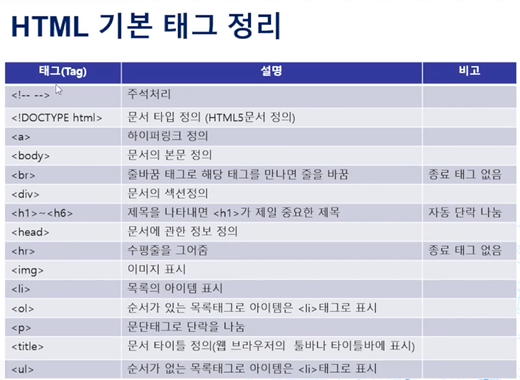 HTML 기본 태그 정리
태그(Tag) 설명 비고
<!-- --> 주석처리
<!DOCTYPE html> 문서 타입 정의 (HTML5문서 정의)
<a> 하이퍼링크 정의
<body> 문서의 본문 정의
<br> 줄바꿈 태그로 해당 태그를 만나면 줄을 바꿈 종료 태그 없음
<div> 문서의 섹션정의
<h1>~<h6> 제목을 나타내면 <h1>가 제일 중요한 제목 자동 단락 나눔
<head> 문서에 관한 정보 정의
<hr> 수평줄을 그어줌 종료 태그 없음
<img> 이미지 표시
<li> 목록의 아이템 표시
<ol> 순서가 있는 목록태그로 아이템은 <li>태그로 표시
<p> 문단태그로 단락을 나눔
<title> 문서 타이틀 정의(웹 브라우저의 툴바나 타이틀바에 표시)
<ul> 순서가 없는 목록태그로 아이템은 <li>태그로 표시